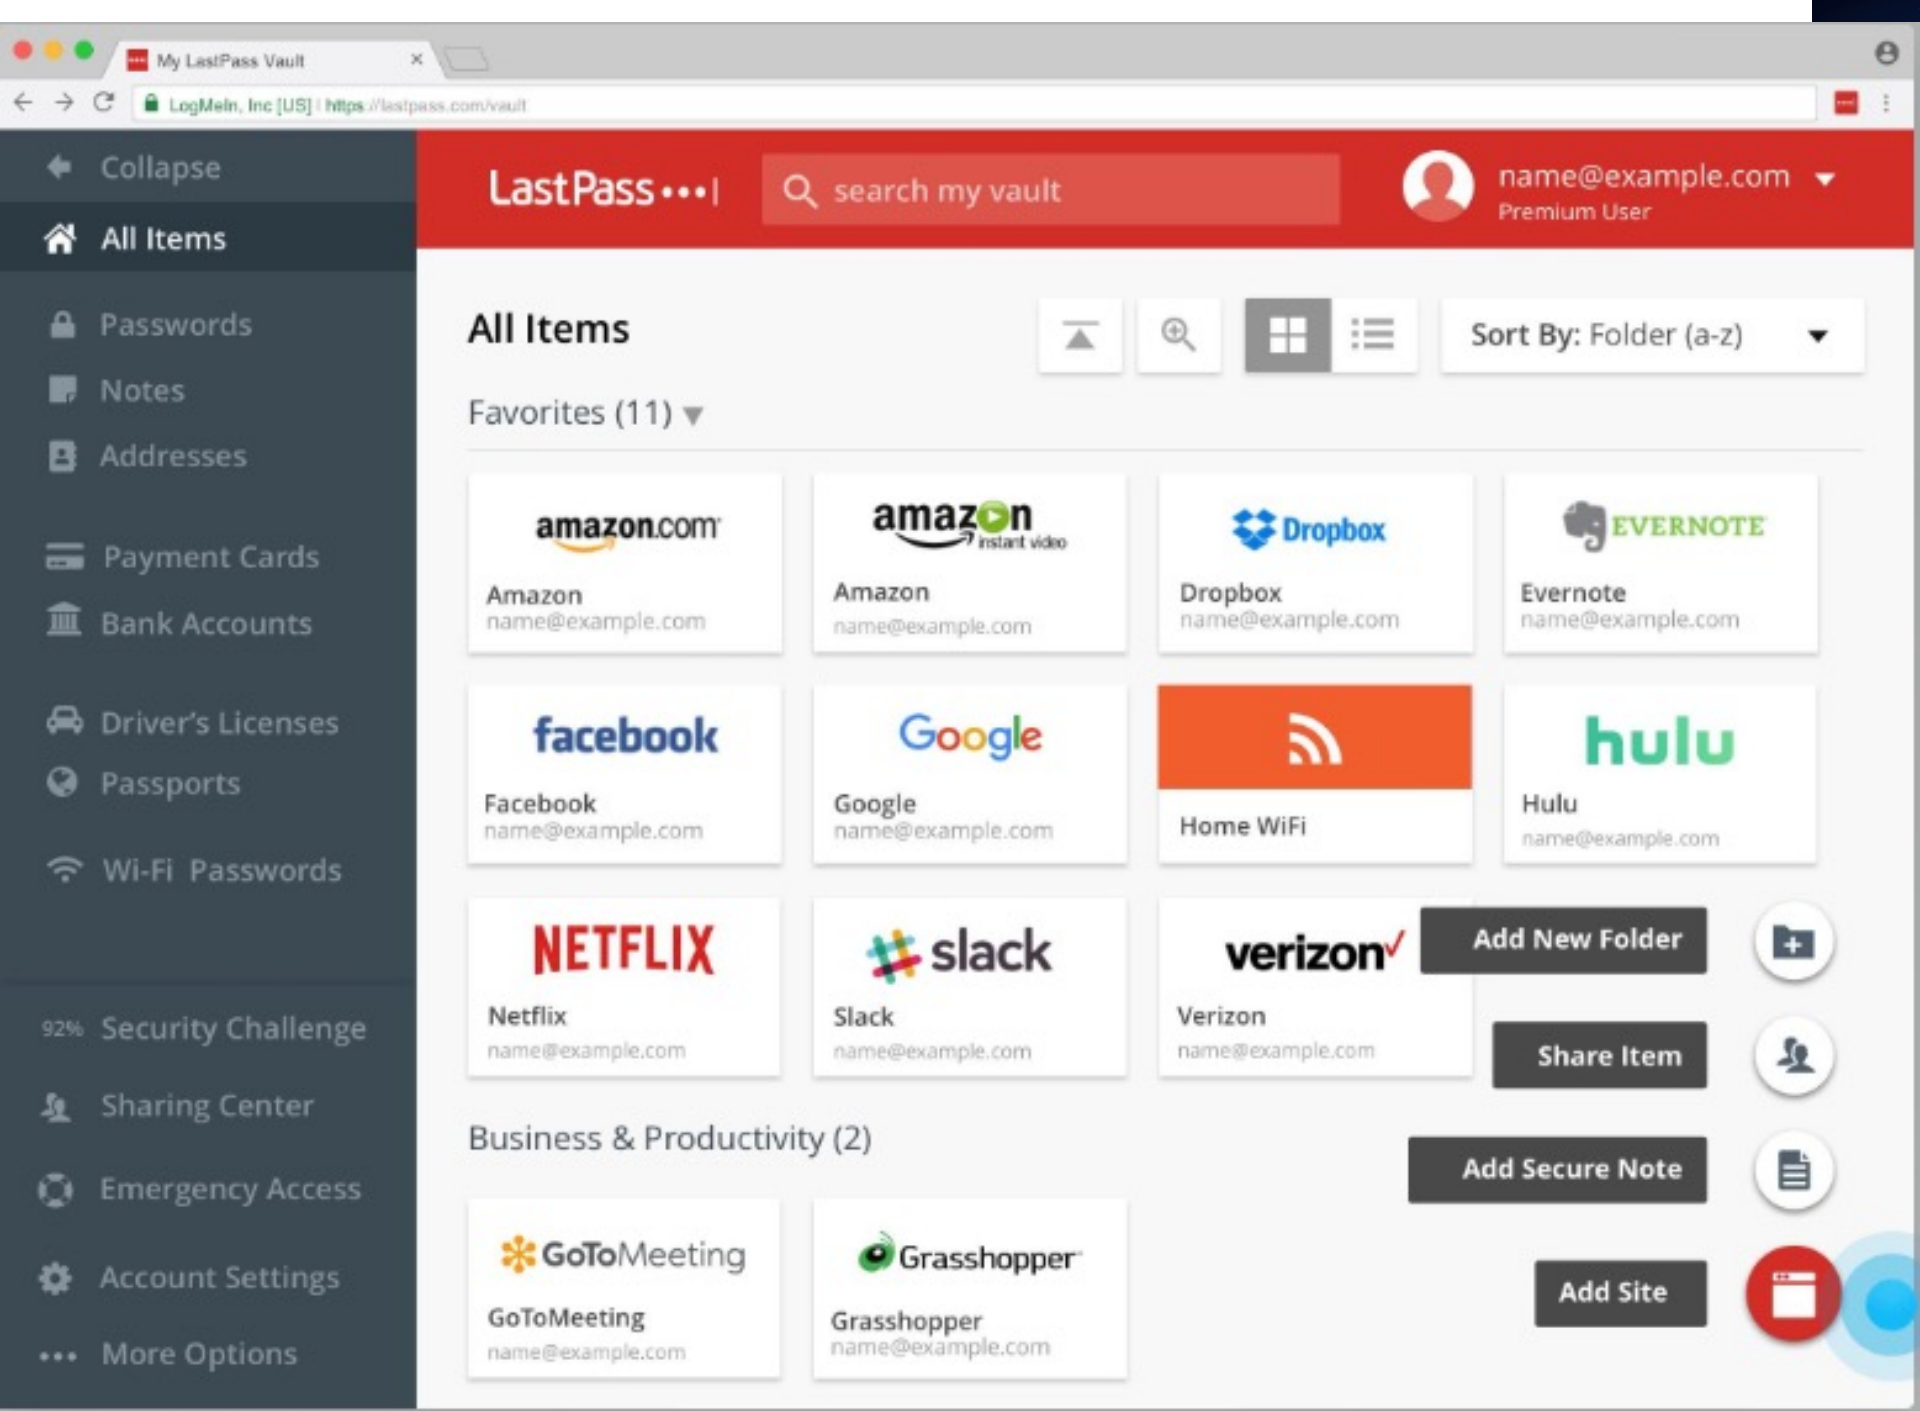 My LastPass Vault
LogMeIn, Inc [US] | https://lastpass.com/vault
Collapse
All Items
Passwords
Notes
Addresses
Payment Cards
Bank Accounts
Driver's Licenses
Passports
Wi-Fi Passwords
92% Security Challenge
Sharing Center
Emergency Access
Account Settings
More Options
LastPass
search my vault
name@example.com
Premium User
All Items
Sort By: Folder (a-z)
Favorites (11)
amazon.com
Amazon
name@example.com
amazon
instant video
Amazon
name@example.com
Dropbox
Dropbox
name@example.com
EVERNOTE
Evernote
name@example.com
facebook
Facebook
name@example.com
Google
Google
name@example.com
Home WiFi
hulu
Hulu
name@example.com
NETFLIX
Netflix
name@example.com
slack
Slack
name@example.com
verizon
Verizon
name@example.com
Add New Folder
Share Item
Add Secure Note
Add Site
Business & Productivity (2)
GoToMeeting
GoToMeeting
name@example.com
Grasshopper
Grasshopper
name@example.com